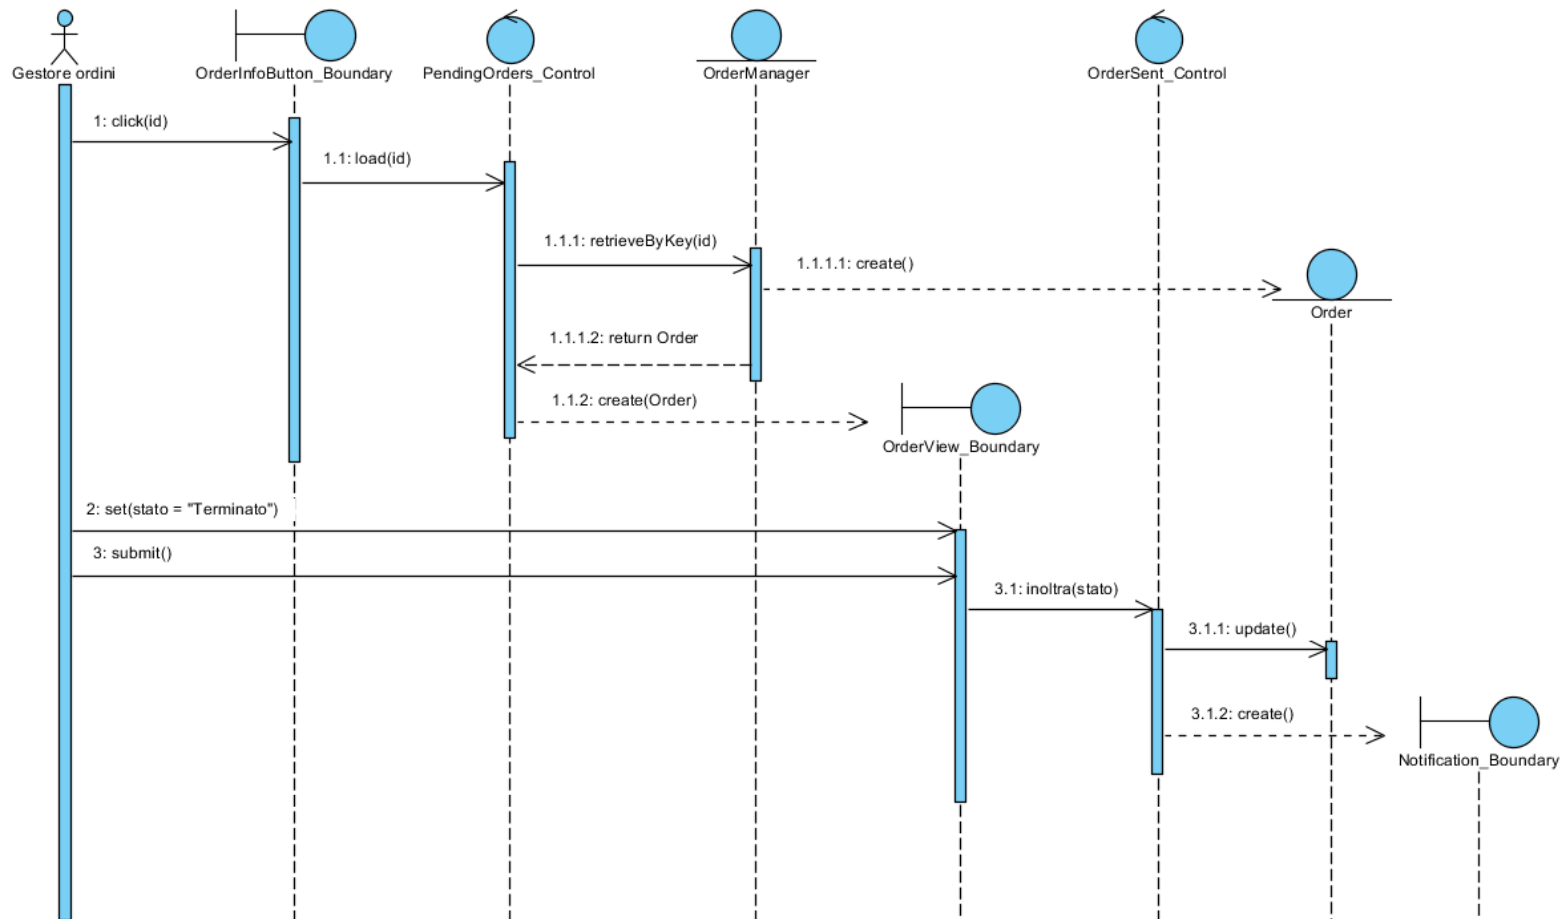 Gestore ordini
OrderInfoButton_Boundary
PendingOrders_Control
OrderManager
OrderSent_Control
1: click(id)
1.1: load(id)
1.1.1: retrieveByKey(id)
1.1.1.1: create()
Order
1.1.1.2: return Order
1.1.2: create(Order)
OrderView_Boundary
2: set(stato = "Terminato")
3: submit()
3.1: inoltra(stato)
3.1.1: update()
3.1.2: create()
Notification_Boundary